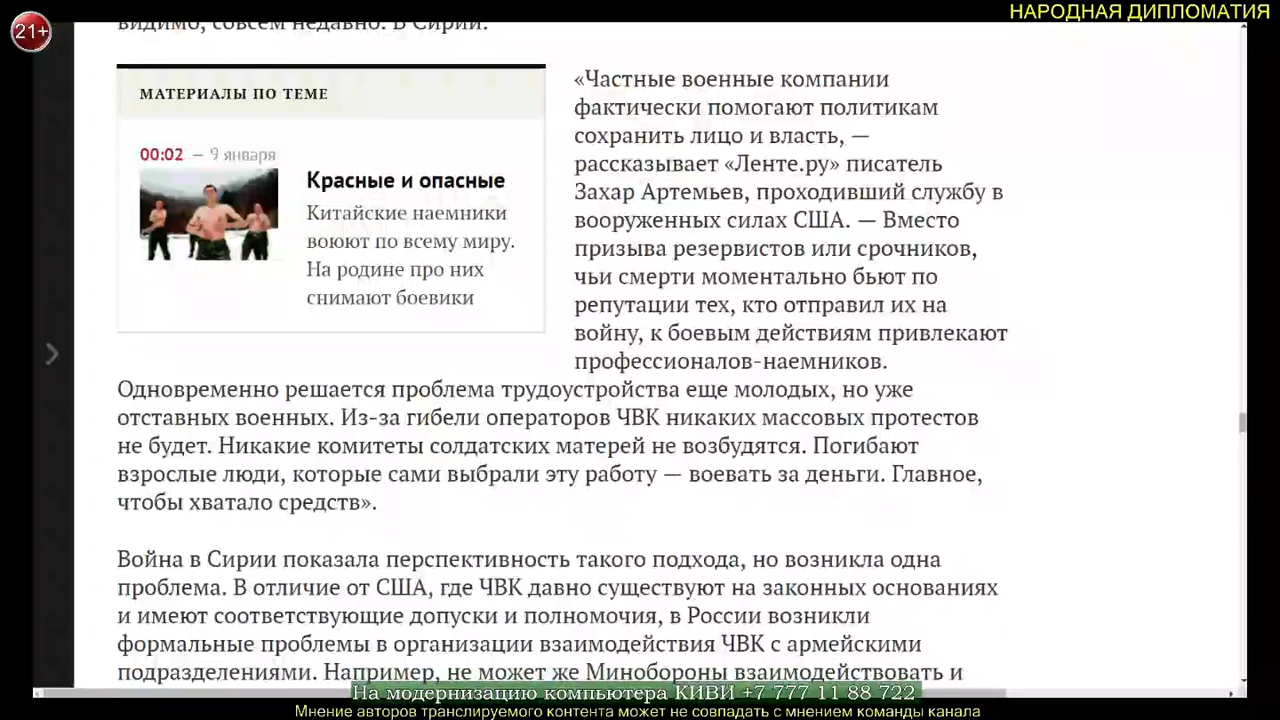 21+
НАРОДНАЯ ДИПЛОМАТИЯ
видимо, совсем недавно. В Сирии.
МАТЕРИАЛЫ ПО ТЕМЕ
00:02 — 9 января
Красные и опасные
Китайские наемники
воюют по всему миру.
На родине про них
снимают боевики
«Частные военные компании
фактически помогают политикам
сохранить лицо и власть, —
рассказывает «Ленте.ру» писатель
Захар Артемьев, проходивший службу в
вооруженных силах США. — Вместо
призыва резервистов или срочников,
чьи смерти моментально бьют по
репутации тех, кто отправил их на
войну, к боевым действиям привлекают
профессионалов-наемников.
Одновременно решается проблема трудоустройства еще молодых, но уже
отставных военных. Из-за гибели операторов ЧВК никаких массовых протестов
не будет. Никакие комитеты солдатских матерей не возбудятся. Погибают
взрослые люди, которые сами выбрали эту работу — воевать за деньги. Главное,
чтобы хватало средств».
Война в Сирии показала перспективность такого подхода, но возникла одна
проблема. В отличие от США, где ЧВК давно существуют на законных основаниях
и имеют соответствующие допуски и полномочия, в России возникли
формальные проблемы в организации взаимодействия ЧВК с армейскими
подразделениями. Например, не может же Минобороны взаимодействовать и
На модернизацию компьютера КИВИ +7 777 11 88 722
Мнение авторов транслируемого контента может не совпадать с мнением команды канала